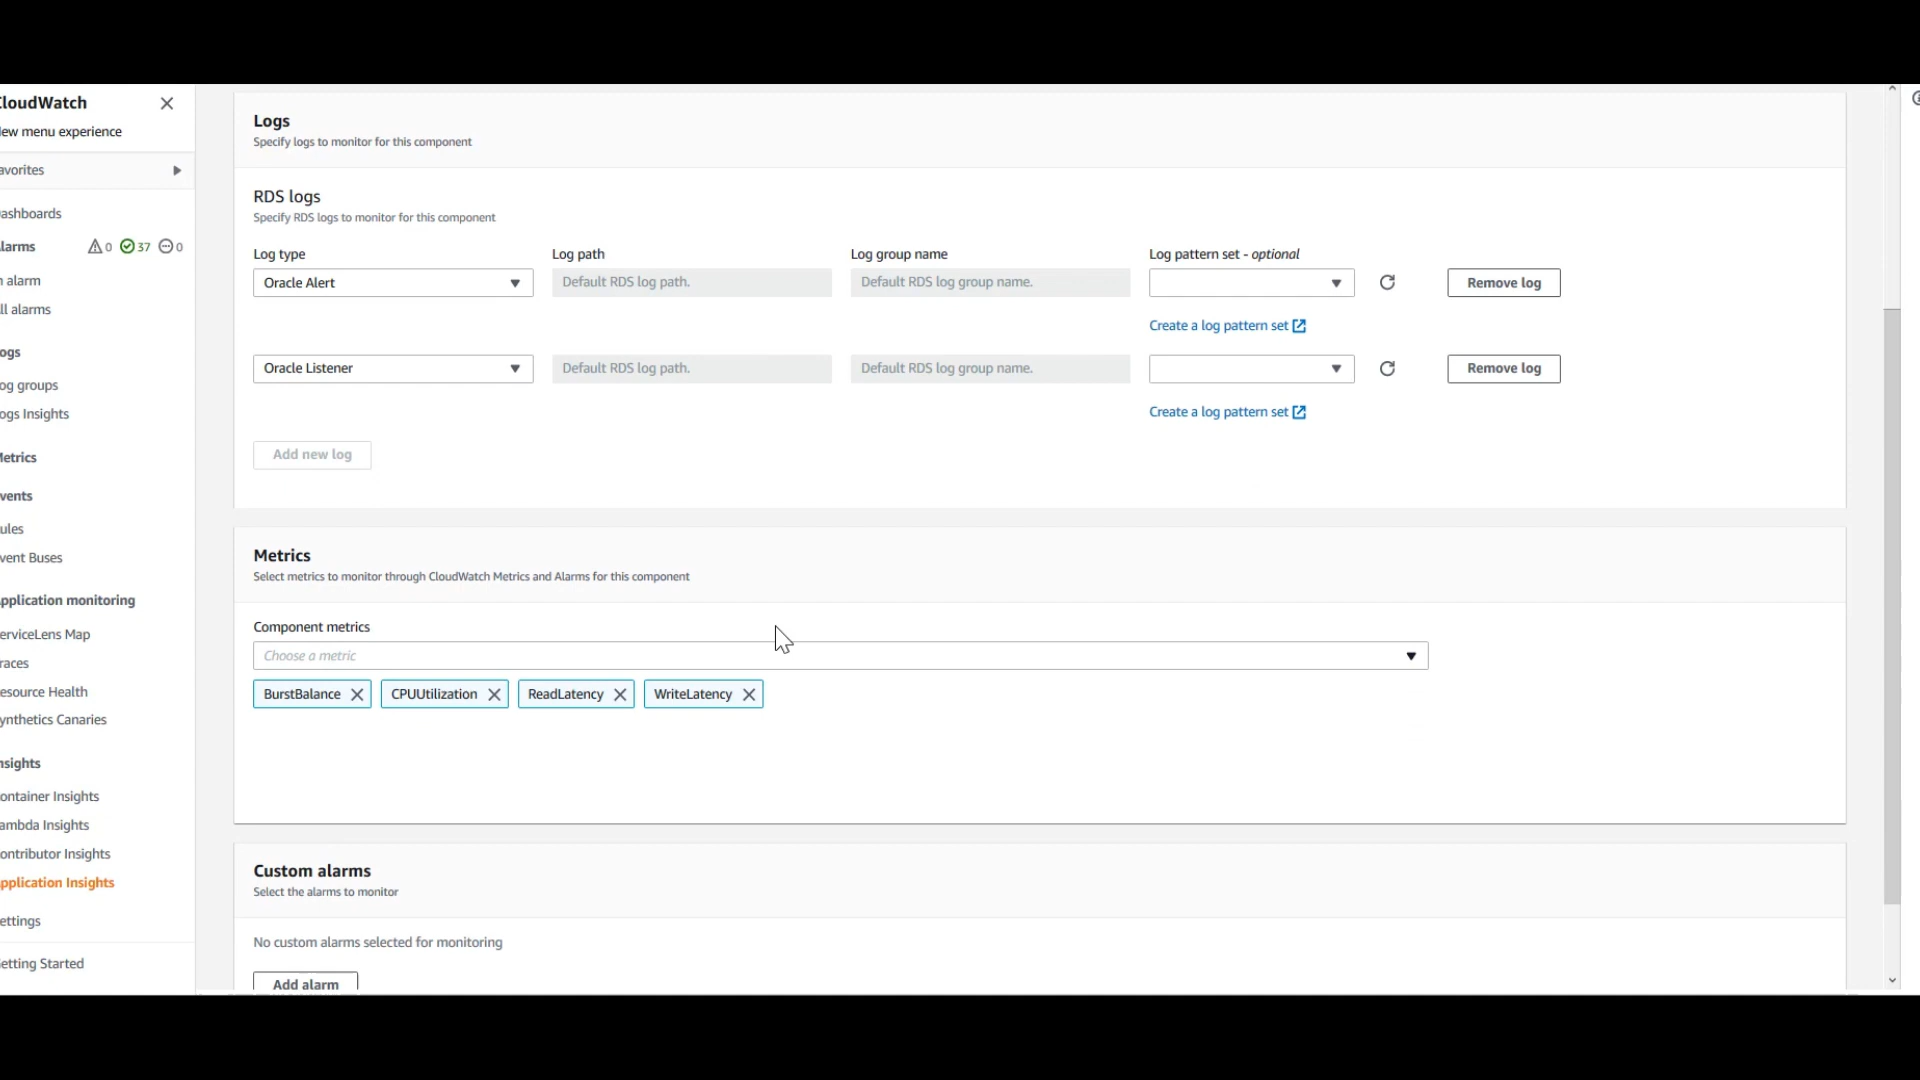 CloudWatch
ew menu experience
avorites
ashboards
larms 0 37 0
n alarm
ll alarms
ogs
og groups
ogs Insights
Metrics
vents
ules
vent Buses
pplication monitoring
erviceLens Map
races
esource Health
ynthetics Canaries
nsights
ontainer Insights
ambda Insights
ontributor Insights
pplication Insights
ettings
etting Started
Logs
Specify logs to monitor for this component
RDS logs
Specify RDS logs to monitor for this component
Log type Log path Log group name Log pattern set - optional
Oracle Alert Default RDS log path. Default RDS log group name. Remove log
Create a log pattern set
Oracle Listener Default RDS log path. Default RDS log group name. Remove log
Create a log pattern set
Add new log
Metrics
Select metrics to monitor through CloudWatch Metrics and Alarms for this component
Component metrics
Choose a metric
BurstBalance CPUUtilization ReadLatency WriteLatency
Custom alarms
Select the alarms to monitor
No custom alarms selected for monitoring
Add alarm